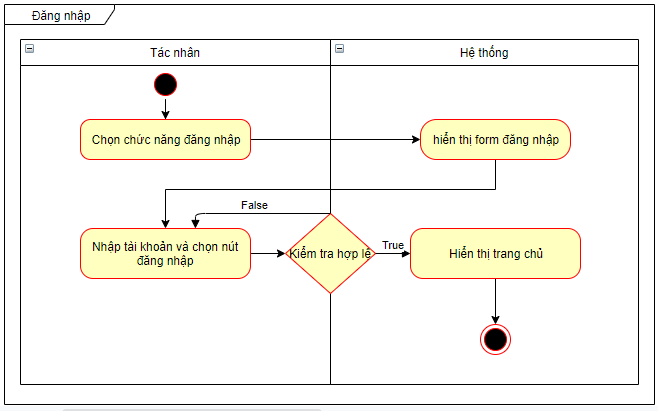 Đăng nhập
Tác nhân
Hệ thống
Chọn chức năng đăng nhập
hiển thị form đăng nhập
False
Nhập tài khoản và chọn nút
đăng nhập
Kiểm tra hợp lê
True
Hiển thị trang chủ